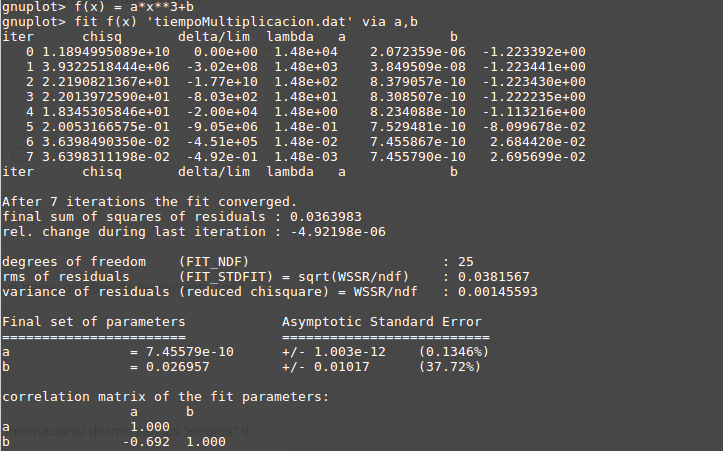 gnuplot> f(x) = a*x**3+b
gnuplot> fit f(x) 'tiempoMultiplicacion.dat' via a,b
iter      chisq       delta/lim  lambda   a             b
   0 1.1894995089e+10   0.00e+00  1.48e+04    2.072359e-06  -1.223392e+00
   1 3.9322518444e+06  -3.02e+08  1.48e+03    3.849509e-08  -1.223441e+00
   2 2.2219082136 7e+01  -1.77e+10  1.48e+02    8.379057e-10  -1.223430e+00
   3 2.2013972590e+01  -8.03e+02  1.48e+01    8.308507e-10  -1.222235e+00
   4 1.8345305846e+01  -2.00e+04  1.48e+00    8.234088e-10  -1.113216e+00
   5 2.0053166575e-01  -9.05e+06  1.48e-01    7.529481e-10  -8.099678e-02
   6 3.6398490350e-02  -4.51e+05  1.48e-02    7.455867e-10   2.684420e-02
   7 3.6398311198e-02  -4.92e-01  1.48e-03    7.455790e-10   2.695699e-02
iter      chisq       delta/lim  lambda   a             b
After 7 iterations the fit converged.
final sum of squares of residuals : 0.0363983
rel. change during last iteration : -4.92198e-06
degrees of freedom    (FIT_NDF)                        : 25
rms of residuals      (FIT_STDFIT) = sqrt(WSSR/ndf)    : 0.0381567
variance of residuals (reduced chisquare) = WSSR/ndf   : 0.00145593
Final set of parameters            Asymptotic Standard Error
=======================            ==========================
a               = 7.45579e-10      +/- 1.003e-12    (0.1346%)
b               = 0.026957         +/- 0.01017      (37.72%)
correlation matrix of the fit parameters:
                a      b
a               1.000
b              -0.692  1.000